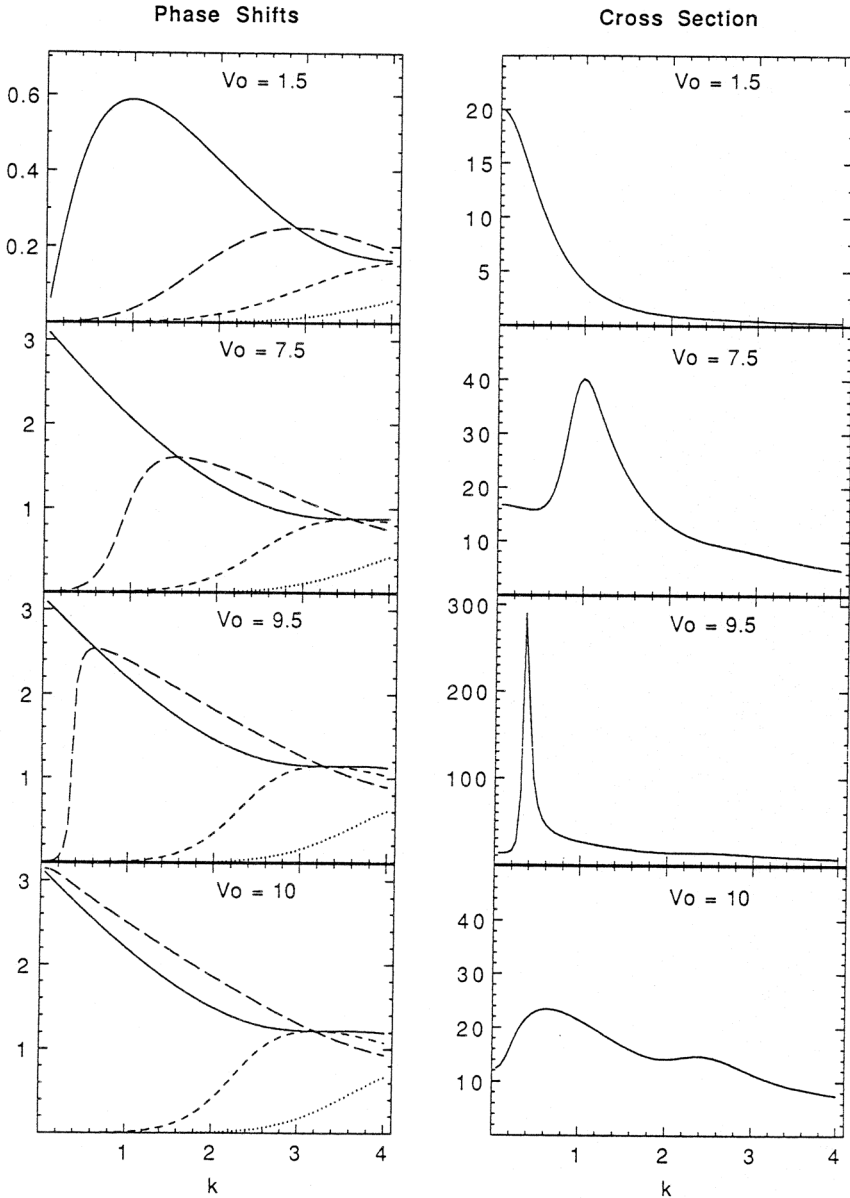 Phase Shifts
Cross Section
Vo = 1.5
0.6
0.4
0.2
Vo = 1.5
20
15
10
5
Vo = 7.5
3
2
1
Vo = 7.5
40
30
20
10
Vo = 9.5
3
2
1
Vo = 9.5
300
200
100
Vo = 10
3
2
1
1 2 3 4
k
Vo = 10
40
30
20
10
1 2 3 4
k